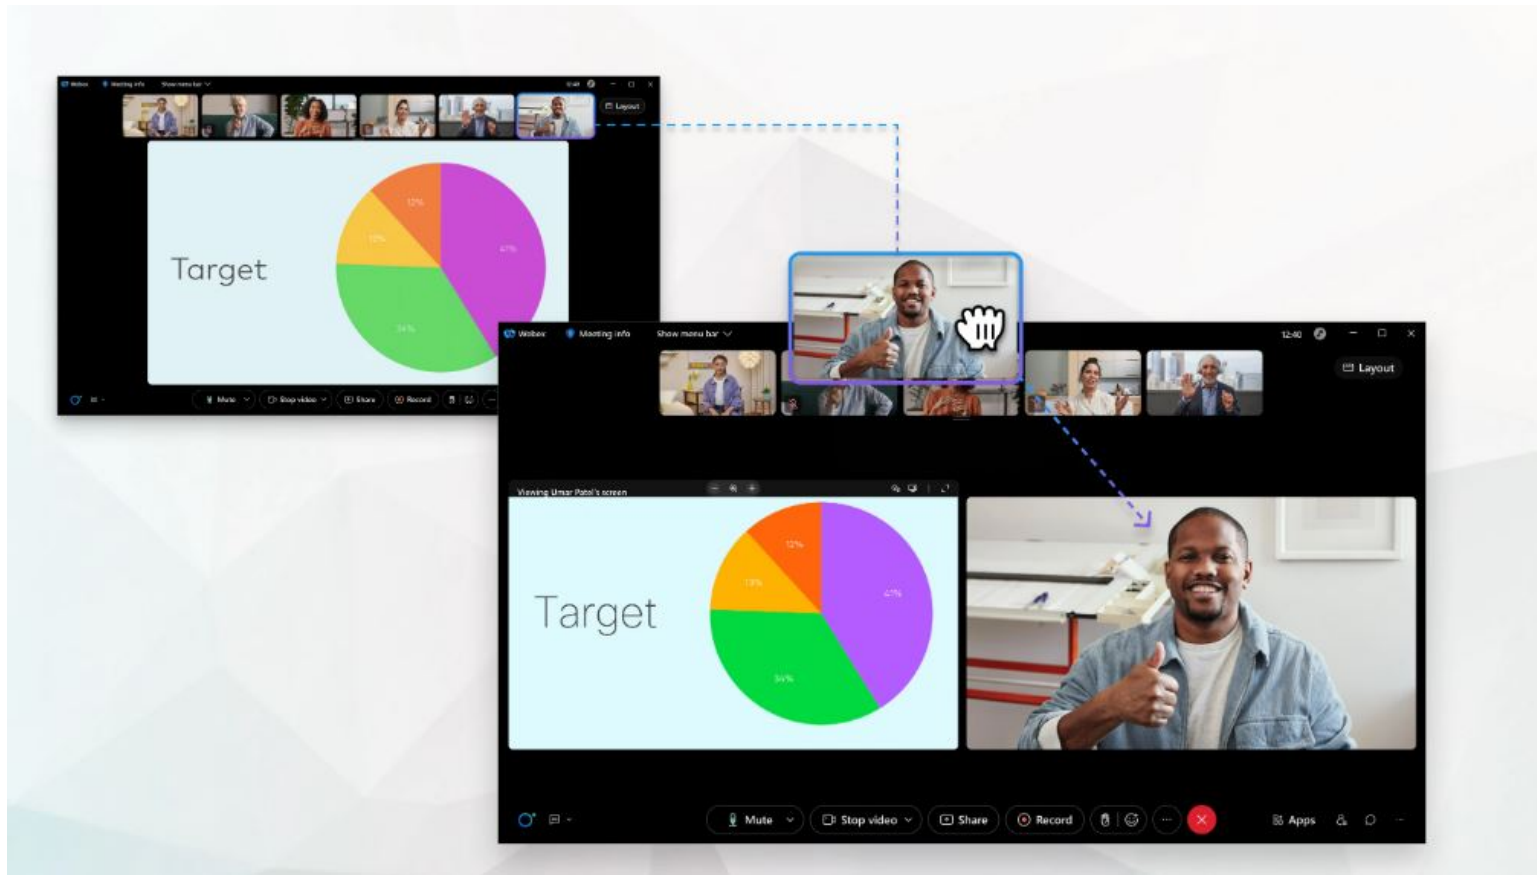 Webex Meeting info Show menu bar 12:40
Layout
Target
12%
41%
34%
Mute Stop video Share Record
Webex Meeting info Show menu bar 12:40
Layout
Viewing Umar Patel's screen
Target
12%
13%
41%
34%
Mute Stop video Share Record Apps